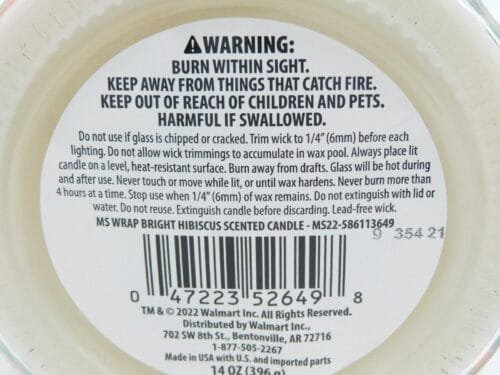 ⚠WARNING:
BURN WITHIN SIGHT.
KEEP AWAY FROM THINGS THAT CATCH FIRE.
KEEP OUT OF REACH OF CHILDREN AND PETS.
HARMFUL IF SWALLOWED.
Do not use if glass is chipped or cracked. Trim wick to 1/4" (6mm) before each
lighting. Do not allow wick trimmings to accumulate in wax pool. Always place lit
candle on a level, heat-resistant surface. Burn away from drafts. Glass will be hot during
and after use. Never touch or move while lit, or until wax hardens. Never burn more than
4 hours at a time. Stop use when 1/4" (6mm) of wax remains. Do not extinguish with lid or
water. Do not reuse. Extinguish candle before discarding. Lead-free wick.
MS WRAP BRIGHT HIBISCUS SCENTED CANDLE - MS22-586113649
9 354 21
0 47223 52649 8
TM & © 2022 Walmart Inc. All Rights Reserved.
Distributed by Walmart Inc.,
702 SW 8th St., Bentonville, AR 72716
1-877-505-2267
Made in USA with U.S. and imported parts
14 OZ (396 g)